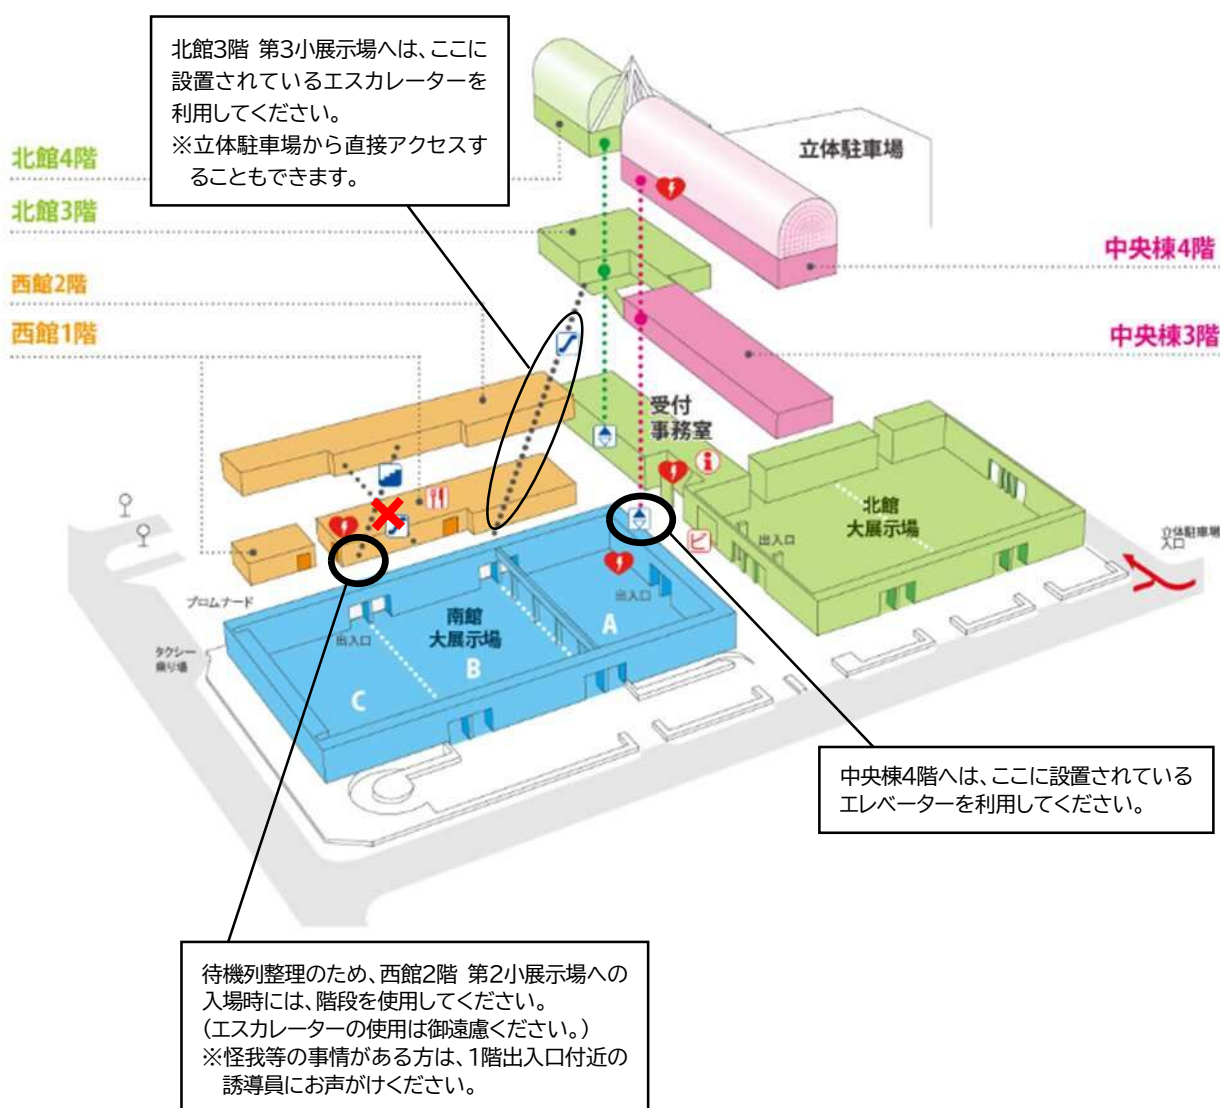 北館3階 第3小展示場へは、ここに
設置されているエスカレーターを
利用してください。
※立体駐車場から直接アクセスす
ることもできます。
立体駐車場
北館4階
北館3階
西館2階
西館1階
中央棟4階
中央棟3階
受付
事務室
北館
大展示場
出入口
立体駐車場
入口
プロムナード
タクシー
乗り場
出入口
南館
大展示場
出入口
A
B
C
中央棟4階へは、ここに設置されている
エレベーターを利用してください。
待機列整理のため、西館2階 第2小展示場への
入場時には、階段を使用してください。
(エスカレーターの使用は御遠慮ください。)
※怪我等の事情がある方は、1階出入口付近の
誘導員にお声がけください。